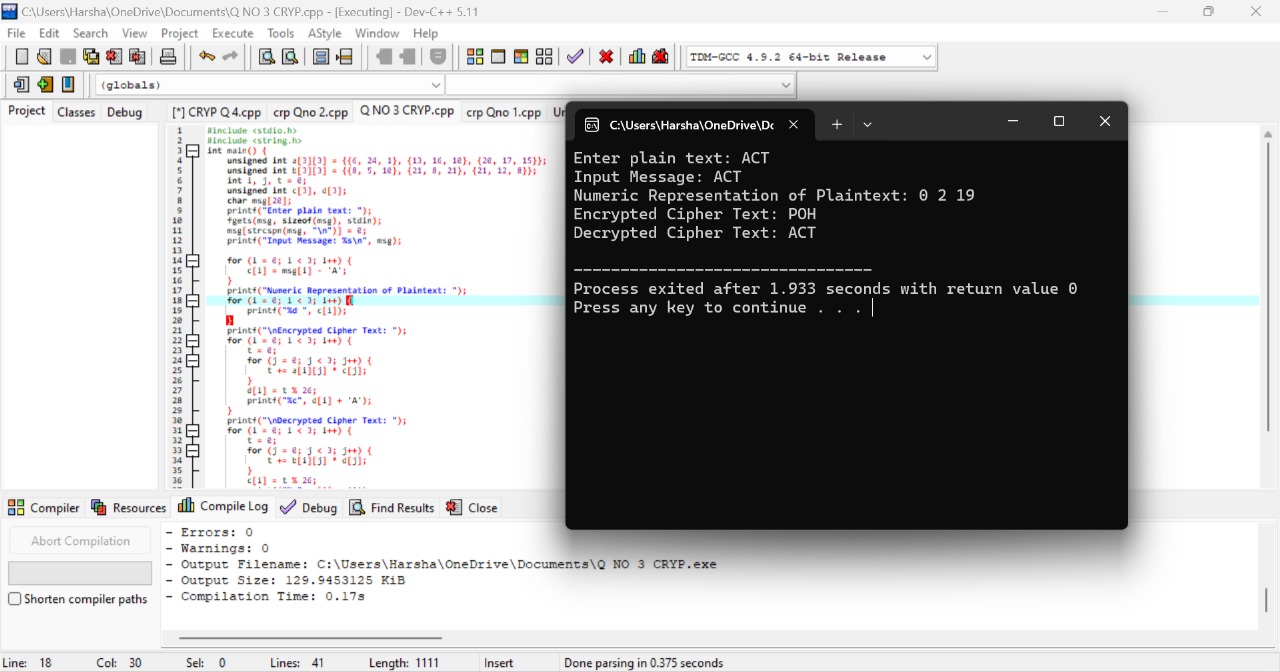 C:\Users\Harsha\OneDrive\Documents\Q NO 3 CRYP.cpp - [Executing] - Dev-C++ 5.11
File Edit Search View Project Execute Tools AStyle Window Help
TDM-GCC 4.9.2 64-bit Release
(globals)
Project Classes Debug
[*] CRYP Q 4.cpp crp Qno 2.cpp Q NO 3 CRYP.cpp crp Qno 1.cpp
1 #include <stdio.h>
2 #include <string.h>
3 int main() {
4 unsigned int a[3][3] = {{6, 24, 1}, {13, 16, 10}, {20, 17, 15}};
5 unsigned int b[3][3] = {{8, 5, 10}, {21, 8, 21}, {21, 12, 8}};
6 int i, j, t = 0;
7 unsigned int c[3], d[3];
8 char msg[20];
9 printf("Enter plain text: ");
10 fgets(msg, sizeof(msg), stdin);
11 msg[strcspn(msg, "\n")] = 0;
12 printf("Input Message: %s\n", msg);
13
14 for (i = 0; i < 3; i++) {
15 c[i] = msg[i] - 'A';
16 }
17 printf("Numeric Representation of Plaintext: ");
18 for (i = 0; i < 3; i++) {
19 printf("%d ", c[i]);
20 }
21 printf("\nEncrypted Cipher Text: ");
22 for (i = 0; i < 3; i++) {
23 t = 0;
24 for (j = 0; j < 3; j++) {
25 t += a[i][j] * c[j];
26 }
27 d[i] = t % 26;
28 printf("%c", d[i] + 'A');
29 }
30 printf("\nDecrypted Cipher Text: ");
31 for (i = 0; i < 3; i++) {
32 t = 0;
33 for (j = 0; j < 3; j++) {
34 t += b[i][j] * d[j];
35 }
36 c[i] = t % 26;
C:\Users\Harsha\OneDrive\Dc
Enter plain text: ACT
Input Message: ACT
Numeric Representation of Plaintext: 0 2 19
Encrypted Cipher Text: POH
Decrypted Cipher Text: ACT
--------------------------------
Process exited after 1.933 seconds with return value 0
Press any key to continue . . .
Compiler Resources Compile Log Debug Find Results Close
Abort Compilation
Shorten compiler paths
- Errors: 0
- Warnings: 0
- Output Filename: C:\Users\Harsha\OneDrive\Documents\Q NO 3 CRYP.exe
- Output Size: 129.9453125 KiB
- Compilation Time: 0.17s
Line: 18 Col: 30 Sel: 0 Lines: 41 Length: 1111 Insert Done parsing in 0.375 seconds